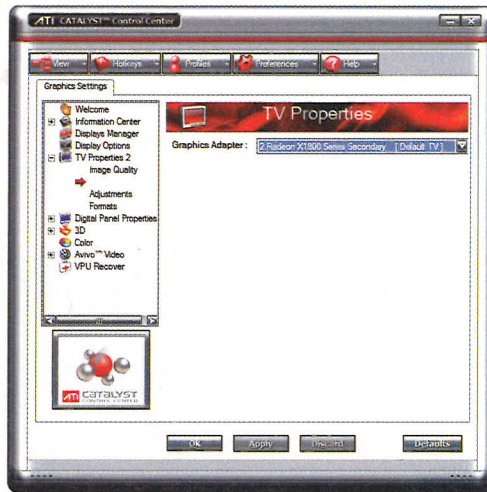 ATI CATALYST™ Control Center
View Hotkeys Profiles Preferences Help
Graphics Settings
Welcome
Information Center
Displays Manager
Display Options
TV Properties 2
Image Quality
Adjustments
Formats
Digital Panel Properties
3D
Color
Avivo™ Video
VPU Recover
TV Properties
Graphics Adapter :
2.Radeon X1800 Series Secondary [Default TV]
ATI CATALYST
CONTROL CENTER
OK Apply Discard Defaults